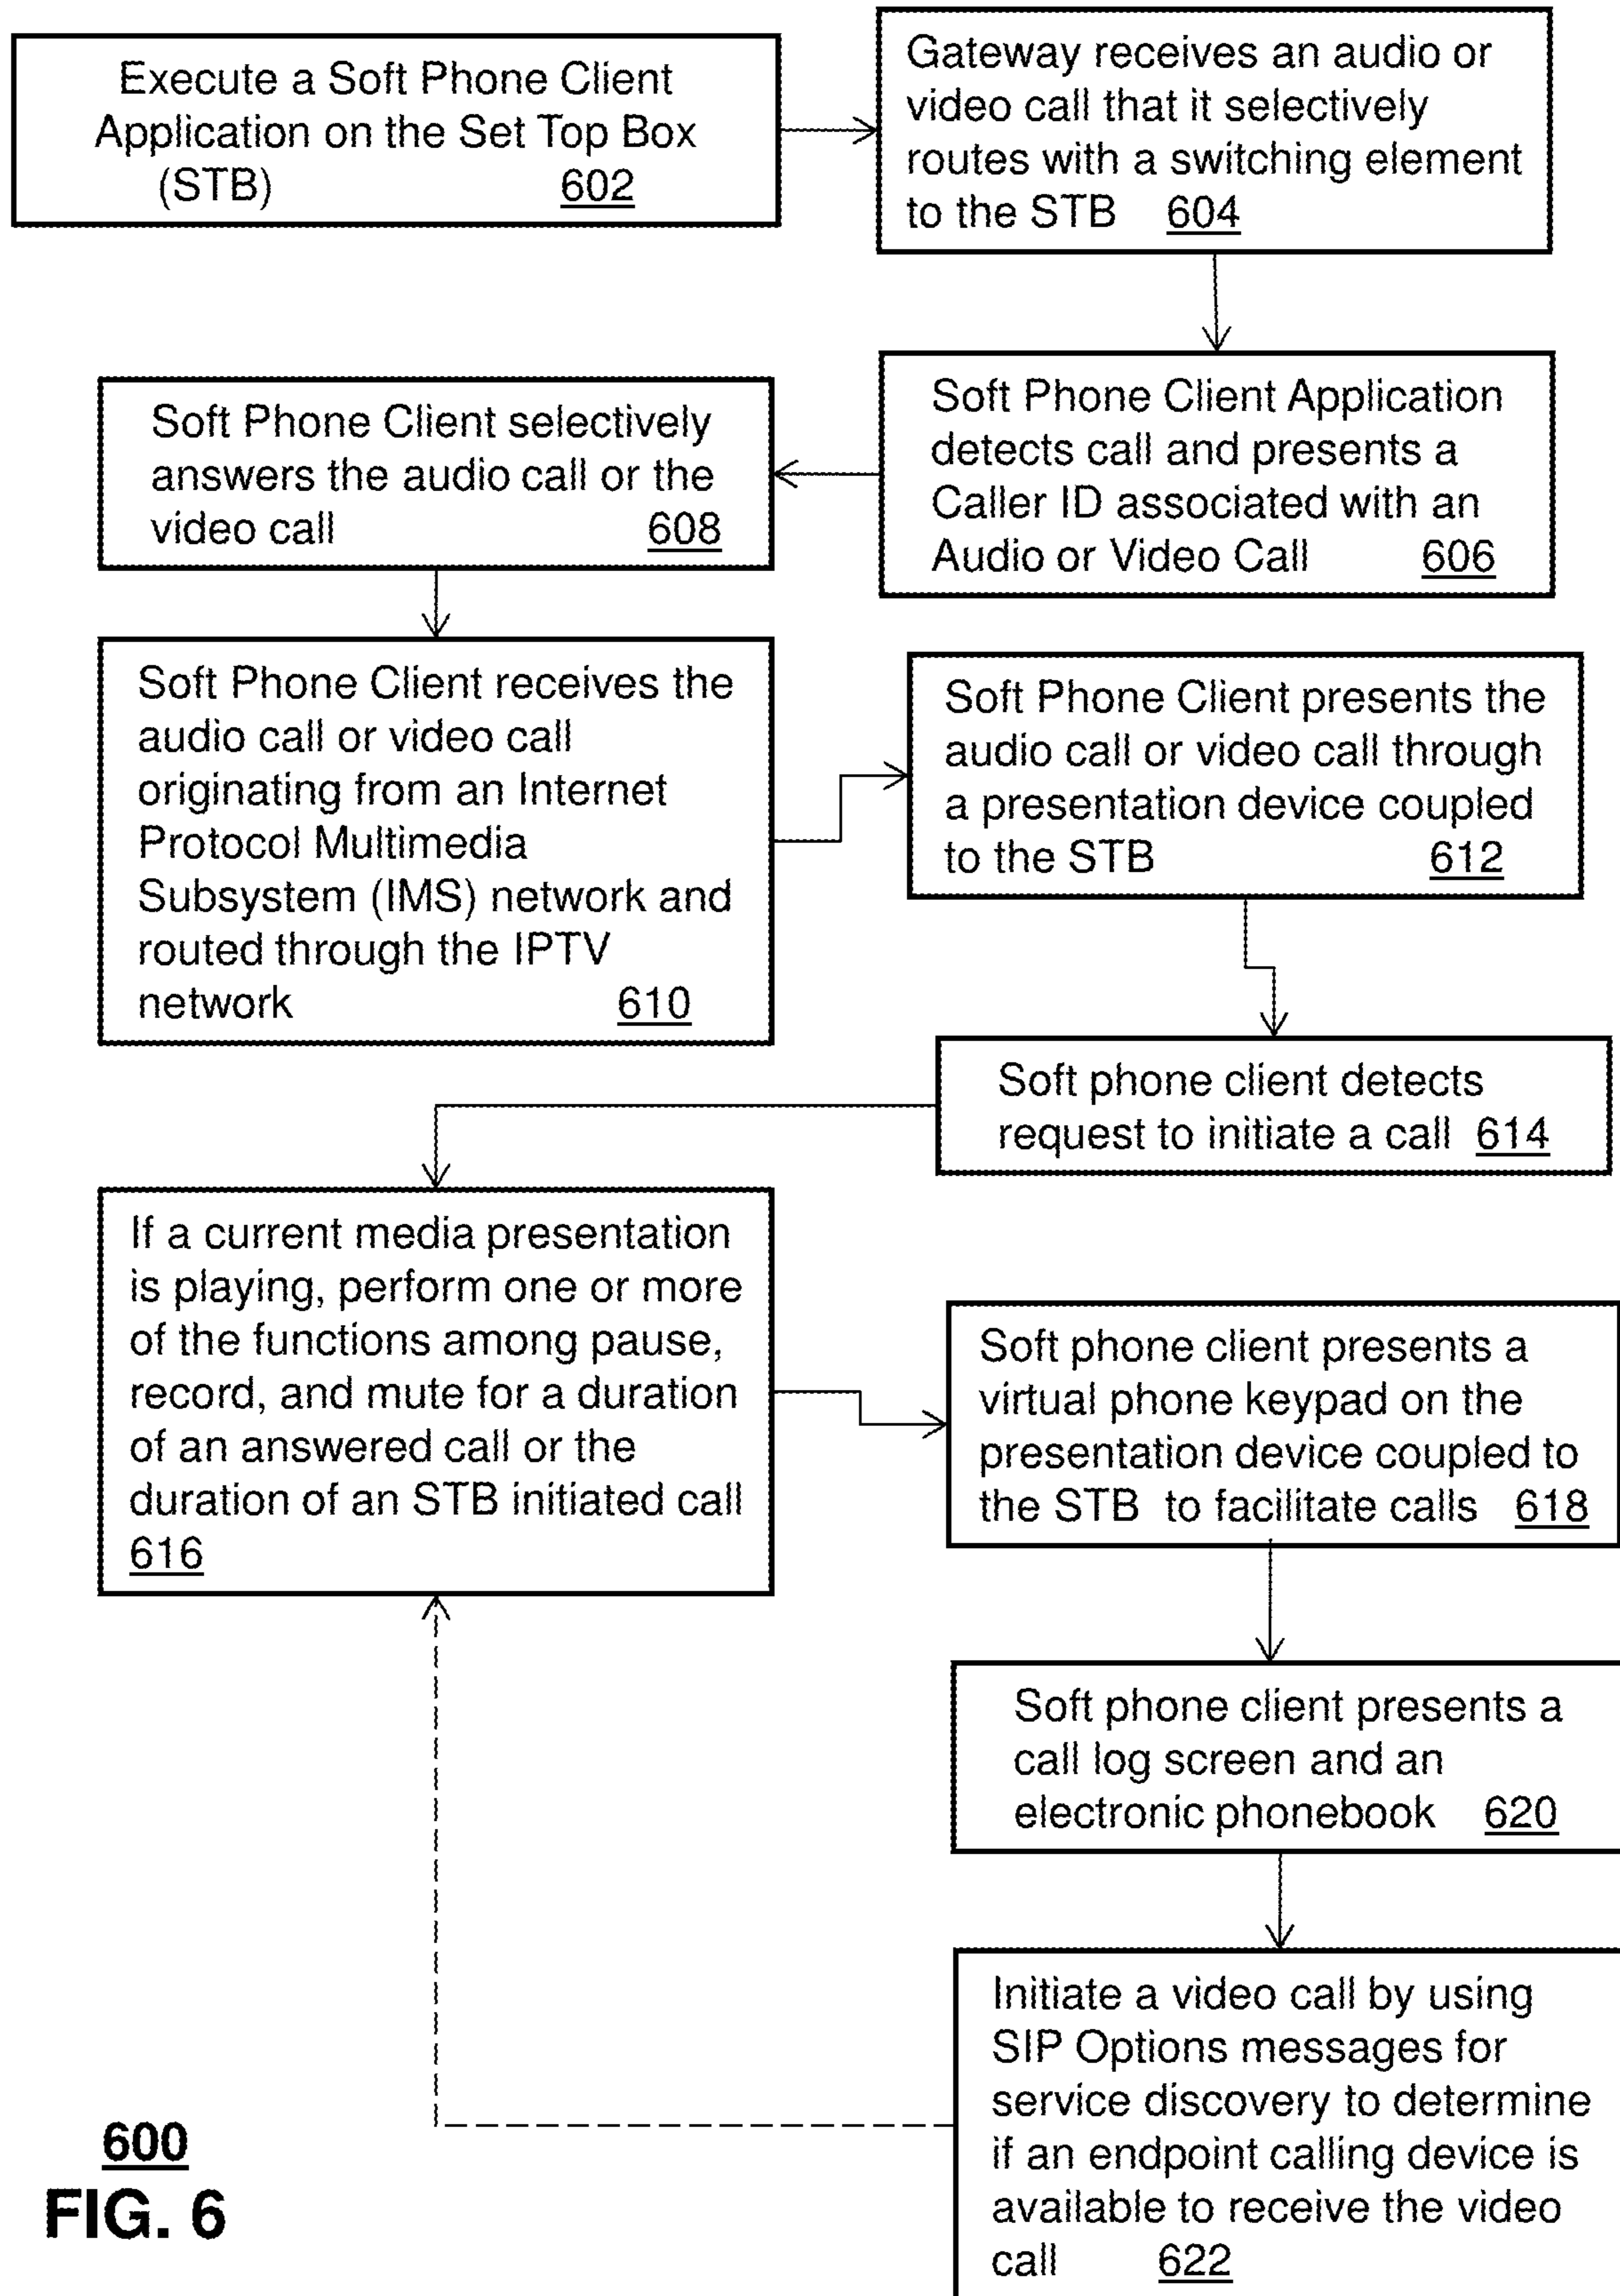 Execute a Soft Phone Client
Application on the Set Top Box
(STB) 602
Gateway receives an audio or
video call that it selectively
routes with a switching element
to the STB 604
Soft Phone Client Application
detects call and presents a
Caller ID associated with an
Audio or Video Call 606
Soft Phone Client selectively
answers the audio call or the
video call 608
Soft Phone Client receives the
audio call or video call
originating from an Internet
Protocol Multimedia
Subsystem (IMS) network and
routed through the IPTV
network 610
Soft Phone Client presents the
audio call or video call through
a presentation device coupled
to the STB 612
Soft phone client detects
request to initiate a call 614
If a current media presentation
is playing, perform one or more
of the functions among pause,
record, and mute for a duration
of an answered call or the
duration of an STB initiated call
616
Soft phone client presents a
virtual phone keypad on the
presentation device coupled to
the STB to facilitate calls 618
Soft phone client presents a
call log screen and an
electronic phonebook 620
Initiate a video call by using
SIP Options messages for
service discovery to determine
if an endpoint calling device is
available to receive the video
call 622
600
FIG. 6